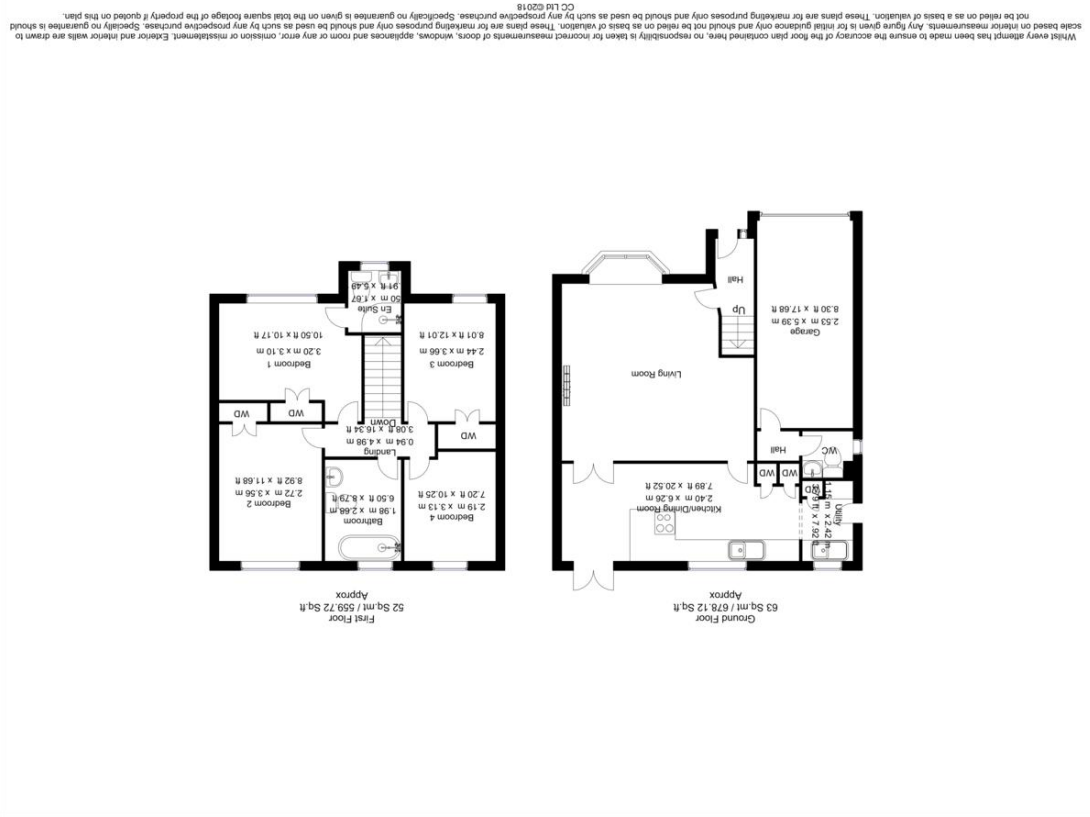 Ground Floor
63 Sq.mt / 678.12 Sq.ft
Approx
Utility
1.15 m x 2.42 m
WD
Kitchen/Dining Room
2.40 m x 6.26 m
7.89 ft x 20.52 ft
WD
WD
WC
Hall
Living Room
Garage
2.53 m x 5.39 m
8.30 ft x 17.68 ft
Up
Hall
First Floor
52 Sq.mt / 559.72 Sq.ft
Approx
Bedroom 4
2.19 m x 3.13 m
7.20 ft x 10.25 ft
Bathroom
1.98 m x 2.68 m
6.50 ft x 8.79 ft
Bedroom 2
2.72 m x 3.56 m
8.92 ft x 11.68 ft
Landing
0.94 m x 4.98 m
3.08 ft x 16.34 ft
Down
WD
WD
WD
Bedroom 3
2.44 m x 3.66 m
8.01 ft x 12.01 ft
Bedroom 1
3.20 m x 3.10 m
10.50 ft x 10.17 ft
En Suite
50 m x 1.67
.91 ft x 5.49
Whilst every attempt has been made to ensure the accuracy of the floor plan contained here, no responsibility is taken for incorrect measurements of doors, windows, appliances and room or any error, omission or misstatement. Exterior and interior walls are drawn to
scale based on interior measurements. Any figure given is for initial guidance only and should not be relied on as basis of valuation. These plans are for marketing purposes only and should be used as such by any prospective purchase. Specially no guarantee is should
not be relied on as a basis of valuation. These plans are for marketing purposes only and should be used as such by any prospective purchase. Specifically no guarantee is given on the total square footage of the property if quoted on this plan.
CC Ltd ©2018